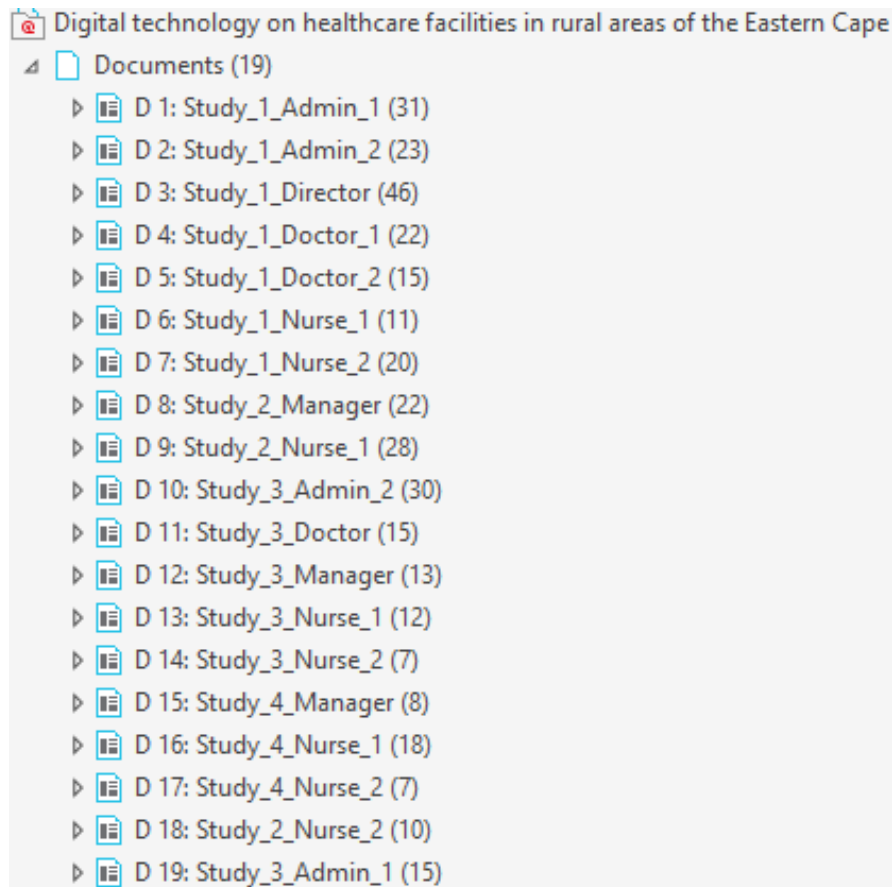 Digital technology on healthcare facilities in rural areas of the Eastern Cape
Documents (19)
D 1: Study_1_Admin_1 (31)
D 2: Study_1_Admin_2 (23)
D 3: Study_1_Director (46)
D 4: Study_1_Doctor_1 (22)
D 5: Study_1_Doctor_2 (15)
D 6: Study_1_Nurse_1 (11)
D 7: Study_1_Nurse_2 (20)
D 8: Study_2_Manager (22)
D 9: Study_2_Nurse_1 (28)
D 10: Study_3_Admin_2 (30)
D 11: Study_3_Doctor (15)
D 12: Study_3_Manager (13)
D 13: Study_3_Nurse_1 (12)
D 14: Study_3_Nurse_2 (7)
D 15: Study_4_Manager (8)
D 16: Study_4_Nurse_1 (18)
D 17: Study_4_Nurse_2 (7)
D 18: Study_2_Nurse_2 (10)
D 19: Study_3_Admin_1 (15)